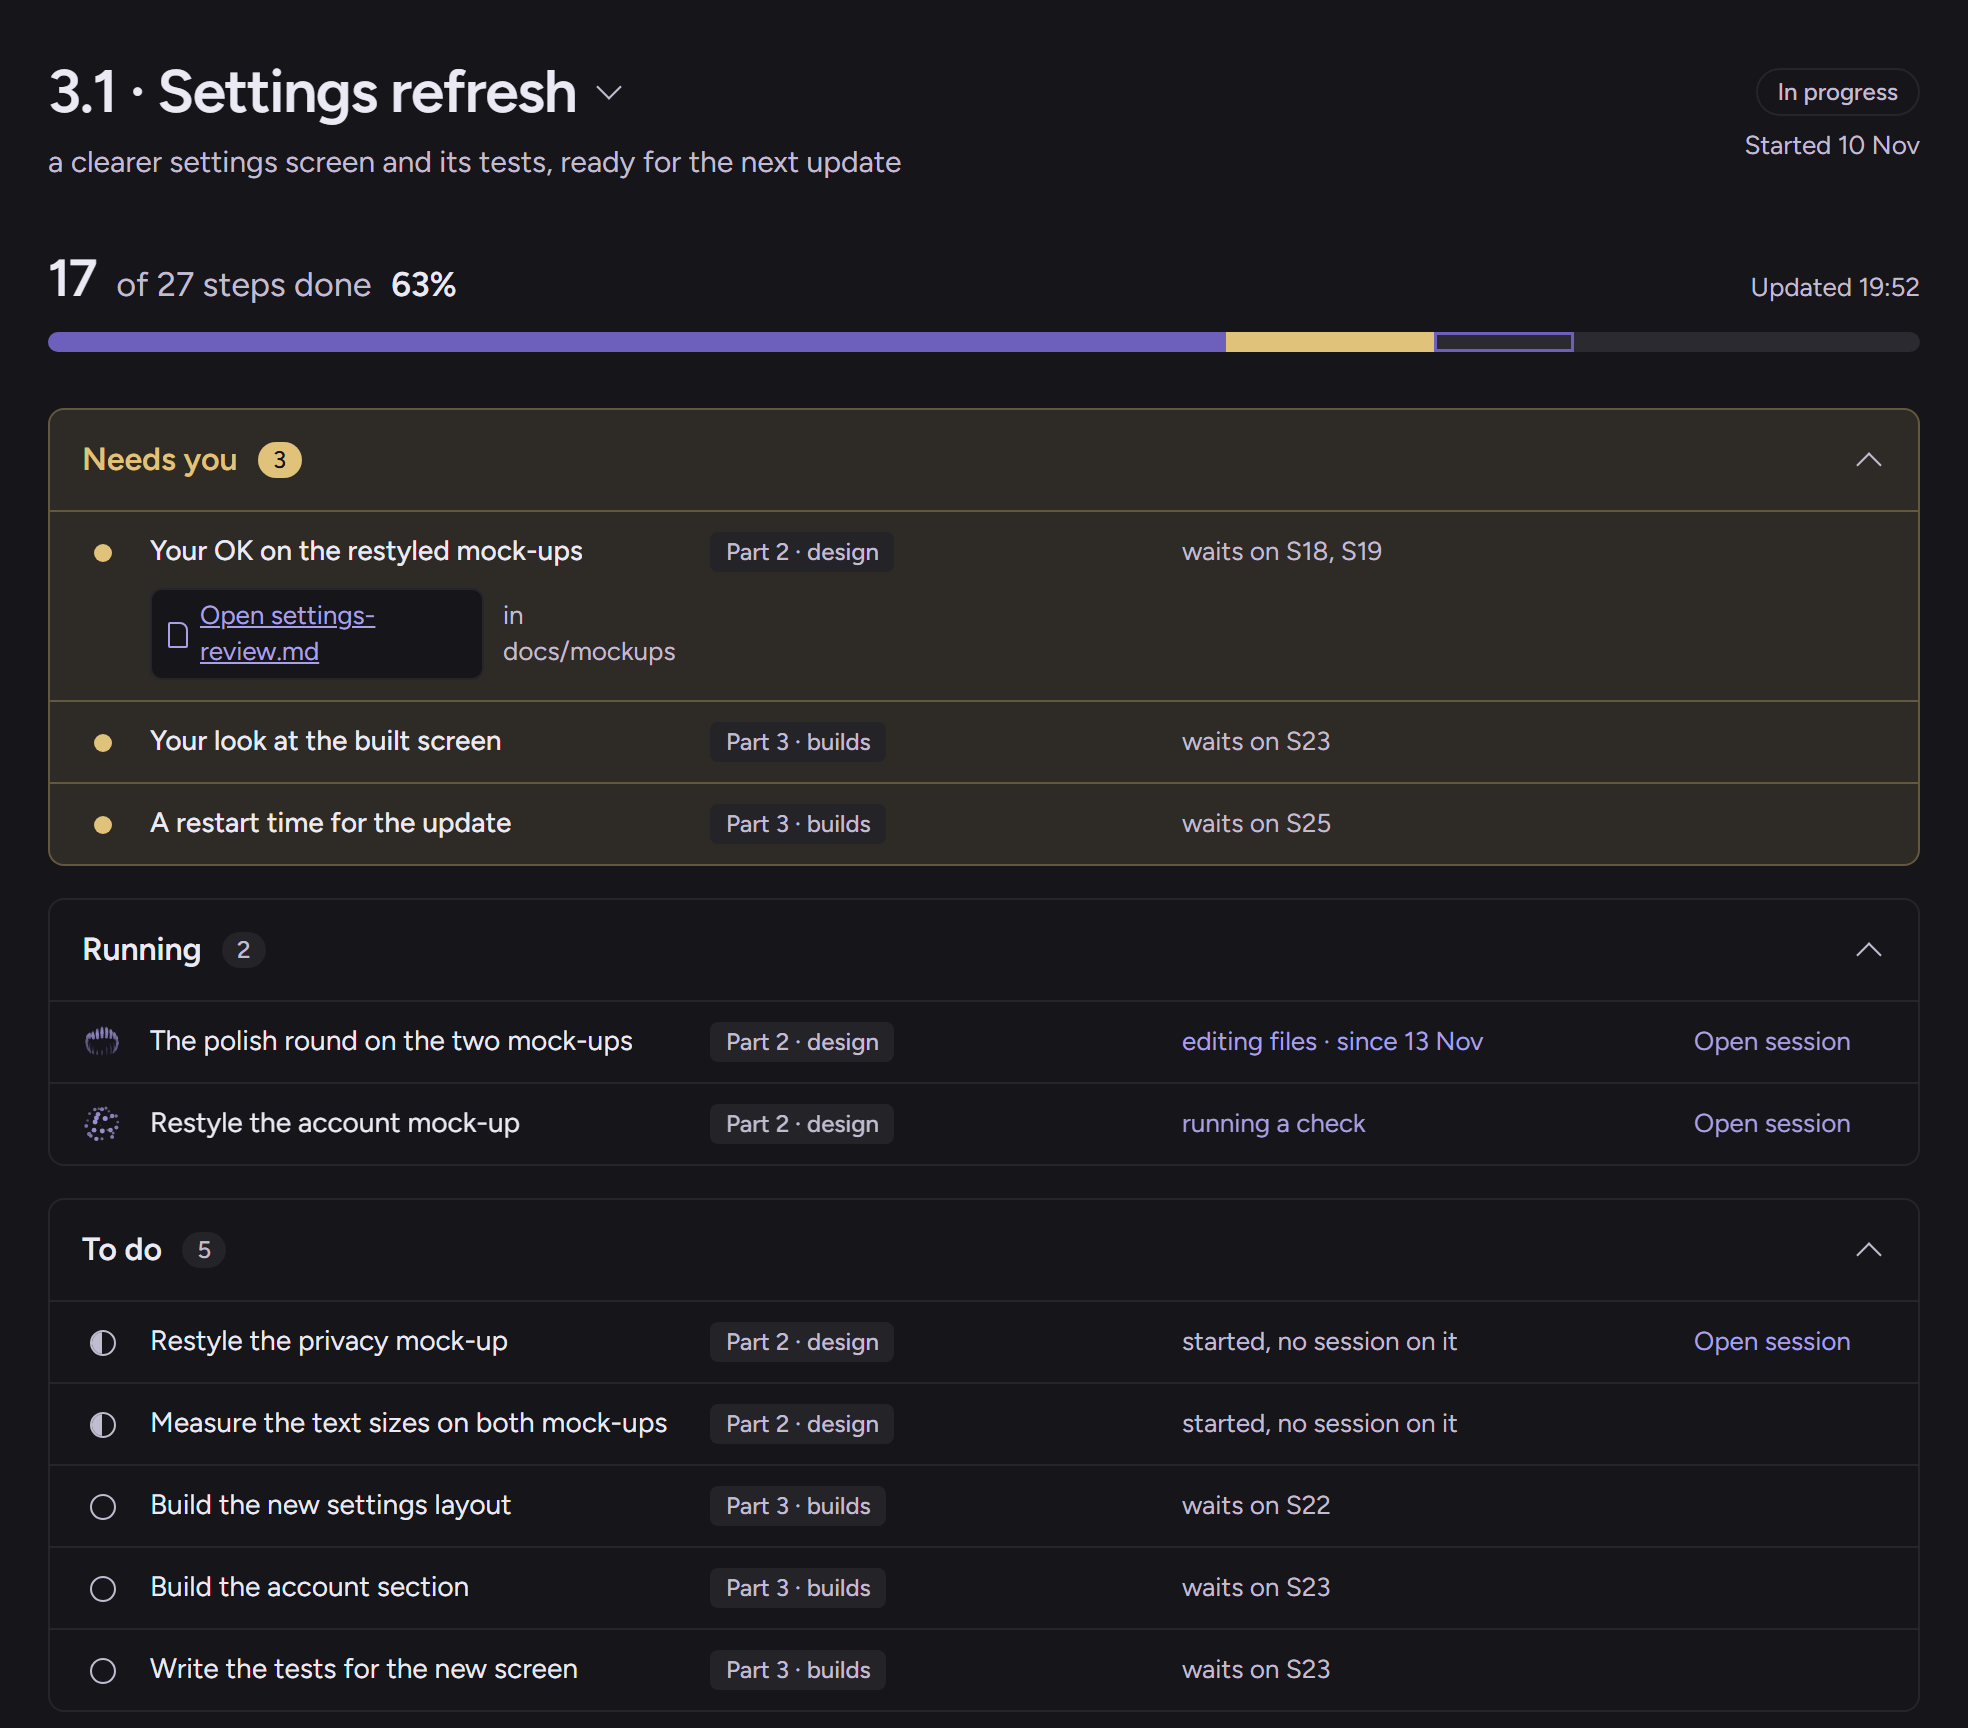 3.1 · Settings refresh
In progress
a clearer settings screen and its tests, ready for the next update
Started 10 Nov
17 of 27 steps done 63%
Updated 19:52
Needs you 3
Your OK on the restyled mock-ups
Part 2 · design
waits on S18, S19
Open settings-
review.md
in
docs/mockups
Your look at the built screen
Part 3 · builds
waits on S23
A restart time for the update
Part 3 · builds
waits on S25
Running 2
The polish round on the two mock-ups
Part 2 · design
editing files · since 13 Nov
Open session
Restyle the account mock-up
Part 2 · design
running a check
Open session
To do 5
Restyle the privacy mock-up
Part 2 · design
started, no session on it
Open session
Measure the text sizes on both mock-ups
Part 2 · design
started, no session on it
Build the new settings layout
Part 3 · builds
waits on S22
Build the account section
Part 3 · builds
waits on S23
Write the tests for the new screen
Part 3 · builds
waits on S23